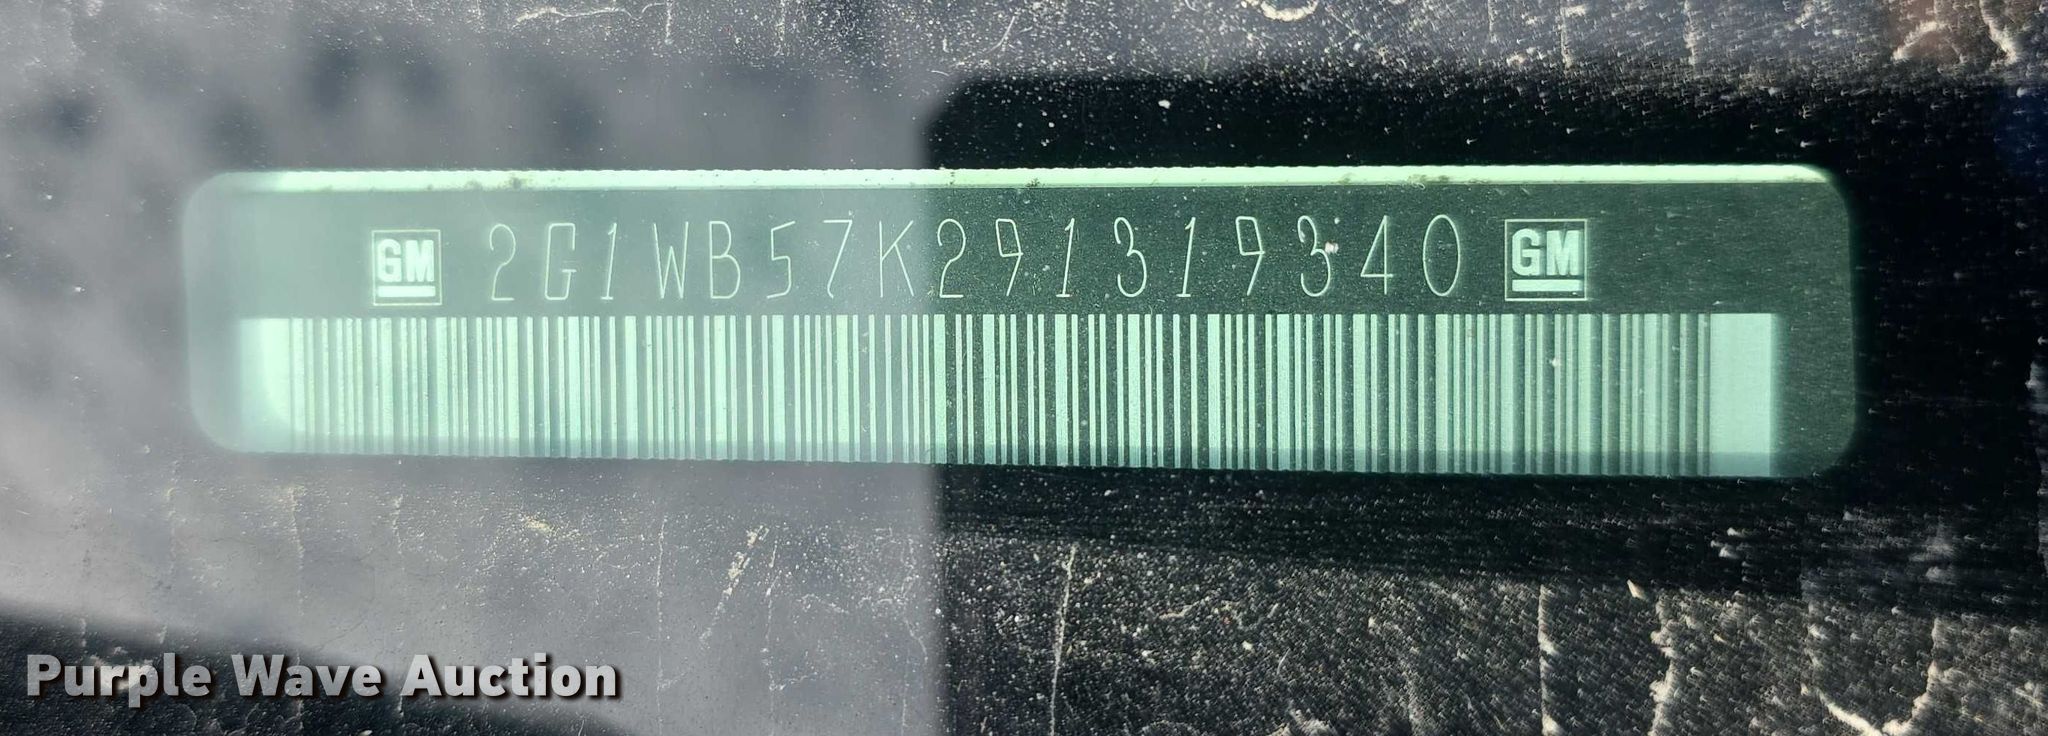 GM 2G1WB57K291319340 GM
Purple Wave Auction